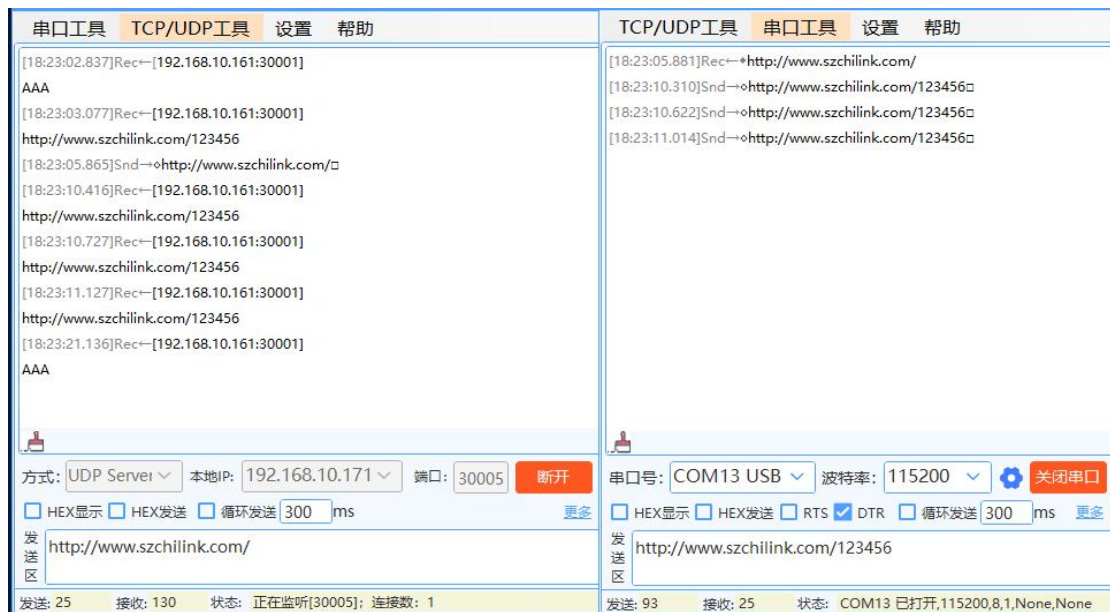 串口工具 TCP/UDP工具 设置 帮助
[18:23:02.837]Rec←[192.168.10.161:30001]
AAA
[18:23:03.077]Rec←[192.168.10.161:30001]
http://www.szchilink.com/123456
[18:23:05.865]Snd→◇http://www.szchilink.com/□
[18:23:10.416]Rec←[192.168.10.161:30001]
http://www.szchilink.com/123456
[18:23:10.727]Rec←[192.168.10.161:30001]
http://www.szchilink.com/123456
[18:23:11.127]Rec←[192.168.10.161:30001]
http://www.szchilink.com/123456
[18:23:21.136]Rec←[192.168.10.161:30001]
AAA
方式: UDP Server 本地IP: 192.168.10.171 端口: 30005 断开
HEX显示 HEX发送 循环发送 300 ms 更多
发送区 http://www.szchilink.com/
发送: 25 接收: 130 状态: 正在监听[30005]; 连接数: 1
TCP/UDP工具 串口工具 设置 帮助
[18:23:05.881]Rec←◆http://www.szchilink.com/
[18:23:10.310]Snd→◇http://www.szchilink.com/123456□
[18:23:10.622]Snd→◇http://www.szchilink.com/123456□
[18:23:11.014]Snd→◇http://www.szchilink.com/123456□
串口号: COM13 USB 波特率: 115200 关闭串口
HEX显示 HEX发送 RTS DTR 循环发送 300 ms 更多
发送区 http://www.szchilink.com/123456
发送: 93 接收: 25 状态: COM13 已打开,115200,8,1,None,None